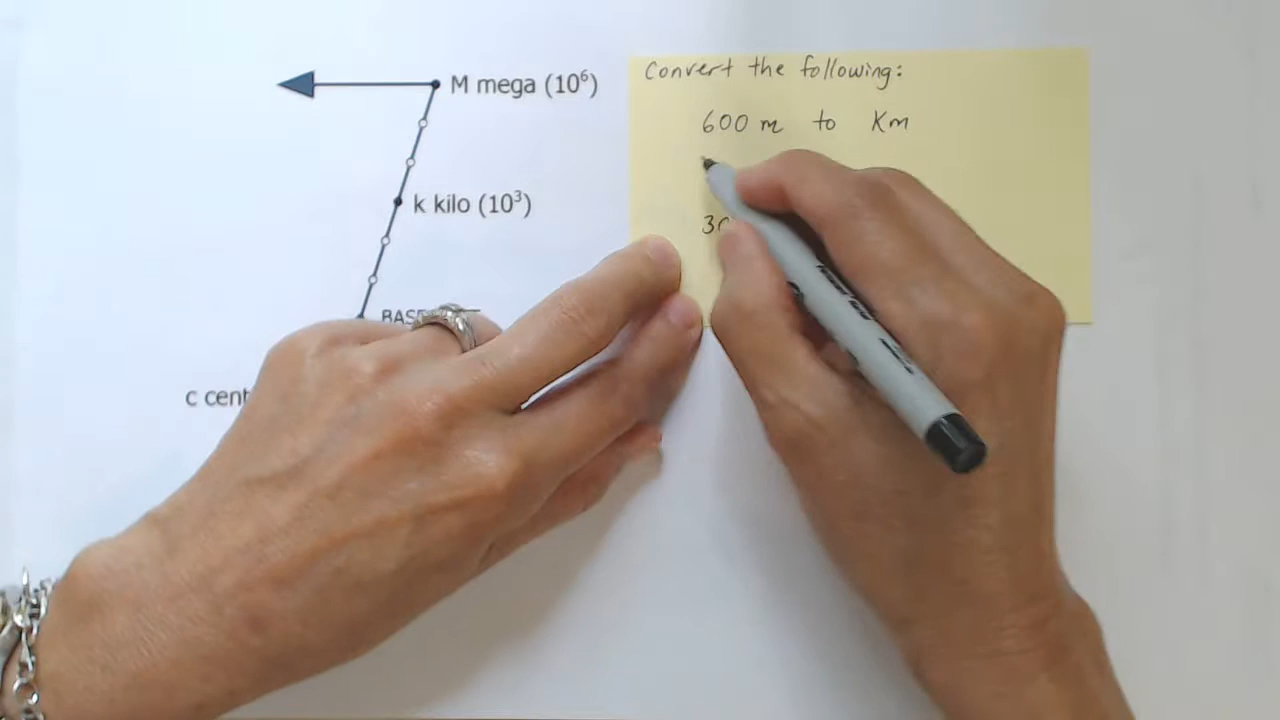 M mega (10⁶)
k kilo (10³)
c
Convert the following:
600 m to Km